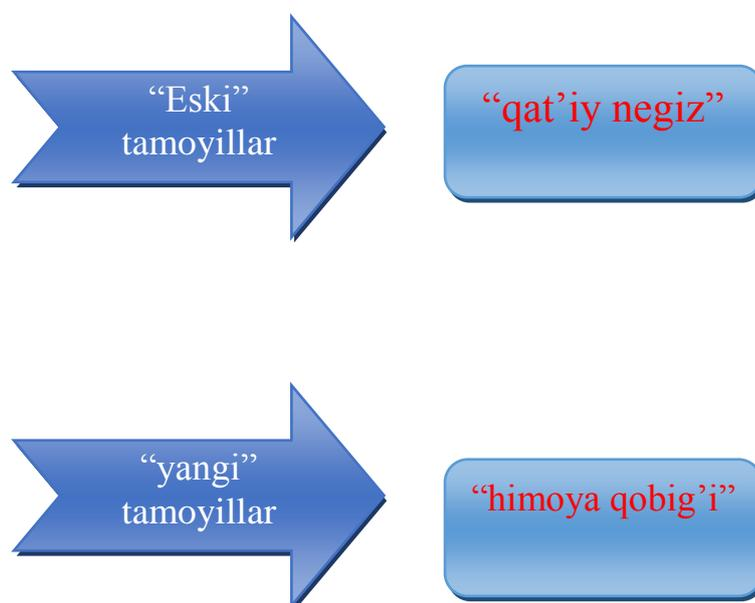 “Eski”
tamoyillar
“qat’iy negiz”
“yangi”
tamoyillar
“himoya qobig’i”